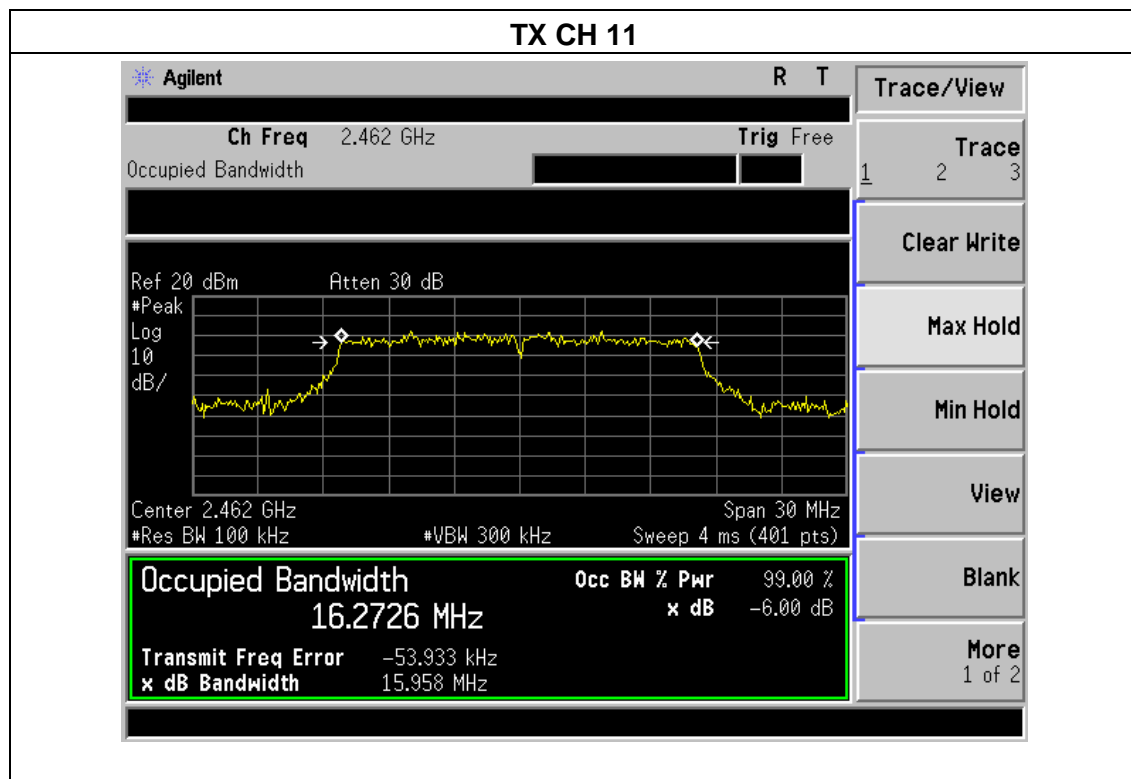 TX CH 11
Agilent R T
Ch Freq 2.462 GHz Trig Free
Occupied Bandwidth
Ref 20 dBm Atten 30 dB
#Peak
Log
10
dB/
Center 2.462 GHz Span 30 MHz
#Res BW 100 kHz #VBW 300 kHz Sweep 4 ms (401 pts)
Occupied Bandwidth Occ BW % Pwr 99.00 %
16.2726 MHz x dB -6.00 dB
Transmit Freq Error -53.933 kHz
x dB Bandwidth 15.958 MHz
Trace/View
Trace
1 2 3
Clear Write
Max Hold
Min Hold
View
Blank
More
1 of 2